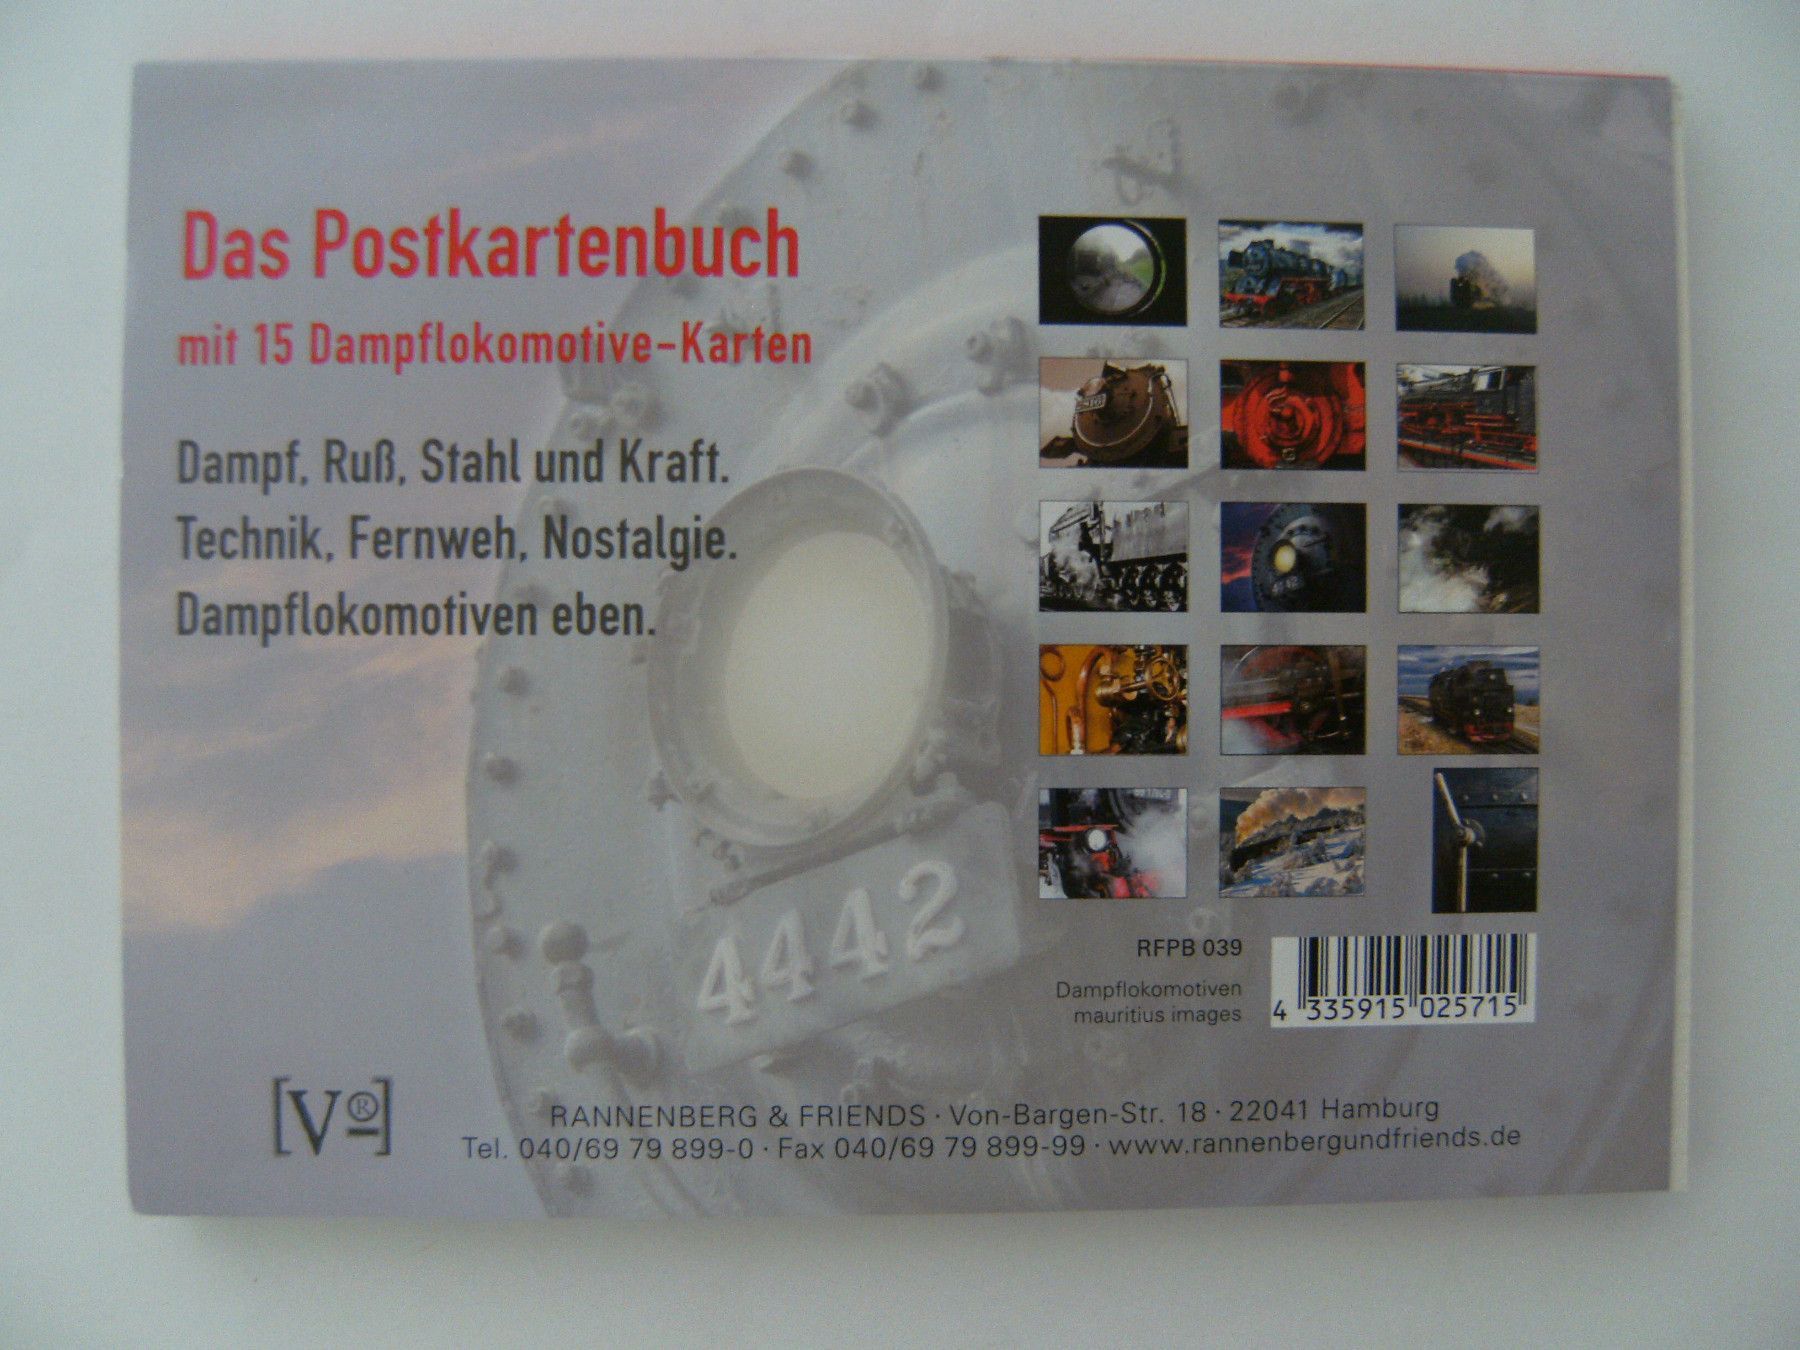 Das Postkartenbuch
mit 15 Dampflokomotive-Karten
Dampf, Ruß, Stahl und Kraft.
Technik, Fernweh, Nostalgie.
Dampflokomotiven eben.
4442
RFPB 039
Dampflokomotiven
mauritius images
4 335915 025715
[V®]
RANNENBERG & FRIENDS · Von-Bargen-Str. 18 · 22041 Hamburg
Tel. 040/69 79 899-0 · Fax 040/69 79 899-99 · www.rannenbergundfriends.de